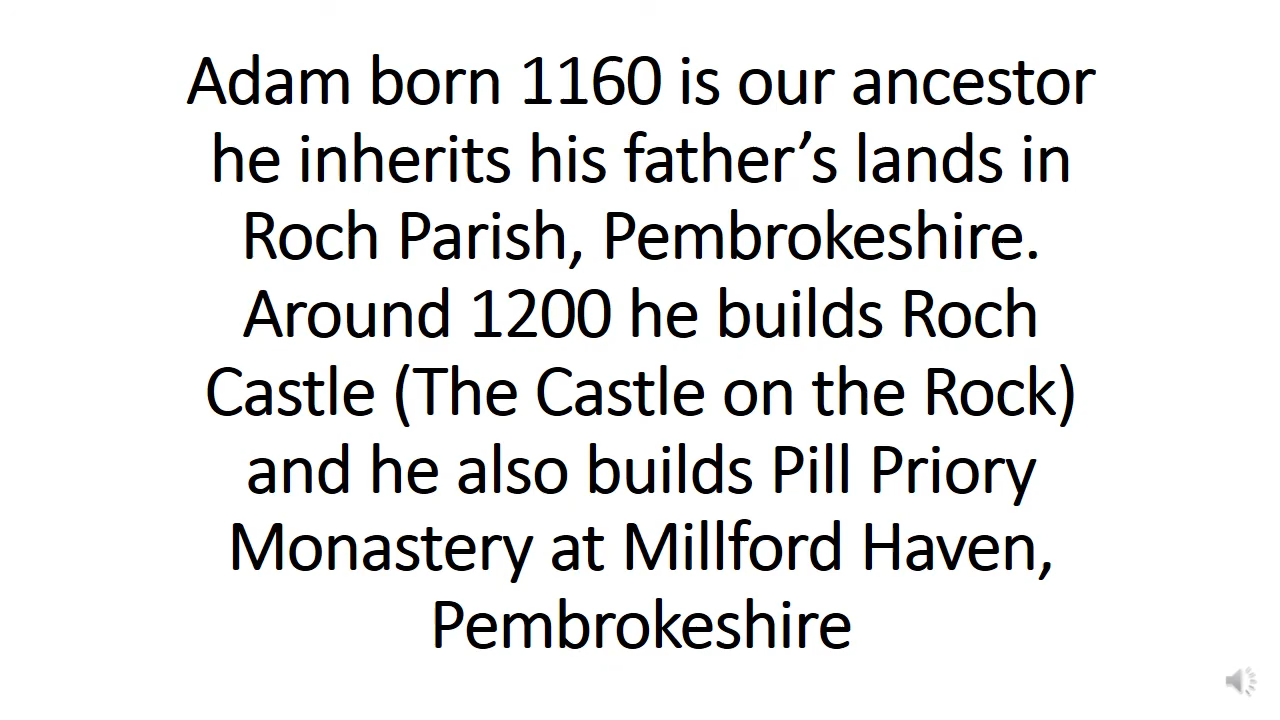 Adam born 1160 is our ancestor
he inherits his father’s lands in
Roch Parish, Pembrokeshire.
Around 1200 he builds Roch
Castle (The Castle on the Rock)
and he also builds Pill Priory
Monastery at Millford Haven,
Pembrokeshire